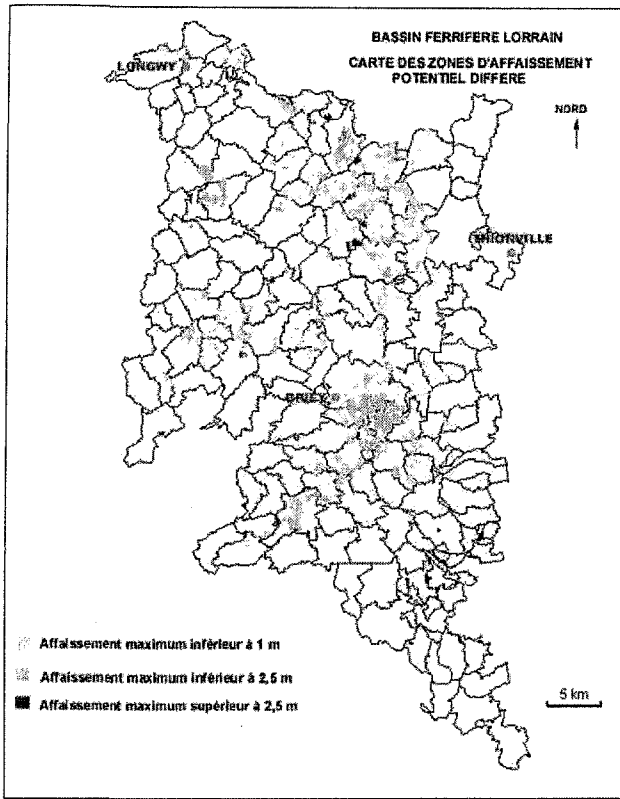 BASSIN FERRIFERE LORRAIN
CARTE DES ZONES D'AFFAISSEMENT
POTENTIEL DIFFERE
NORD
LONGWY
THIONVILLE
BRIEY
Affaissement maximum inférieur à 1 m
Affaissement maximum inférieur à 2,5 m
Affaissement maximum supérieur à 2,5 m
5 km